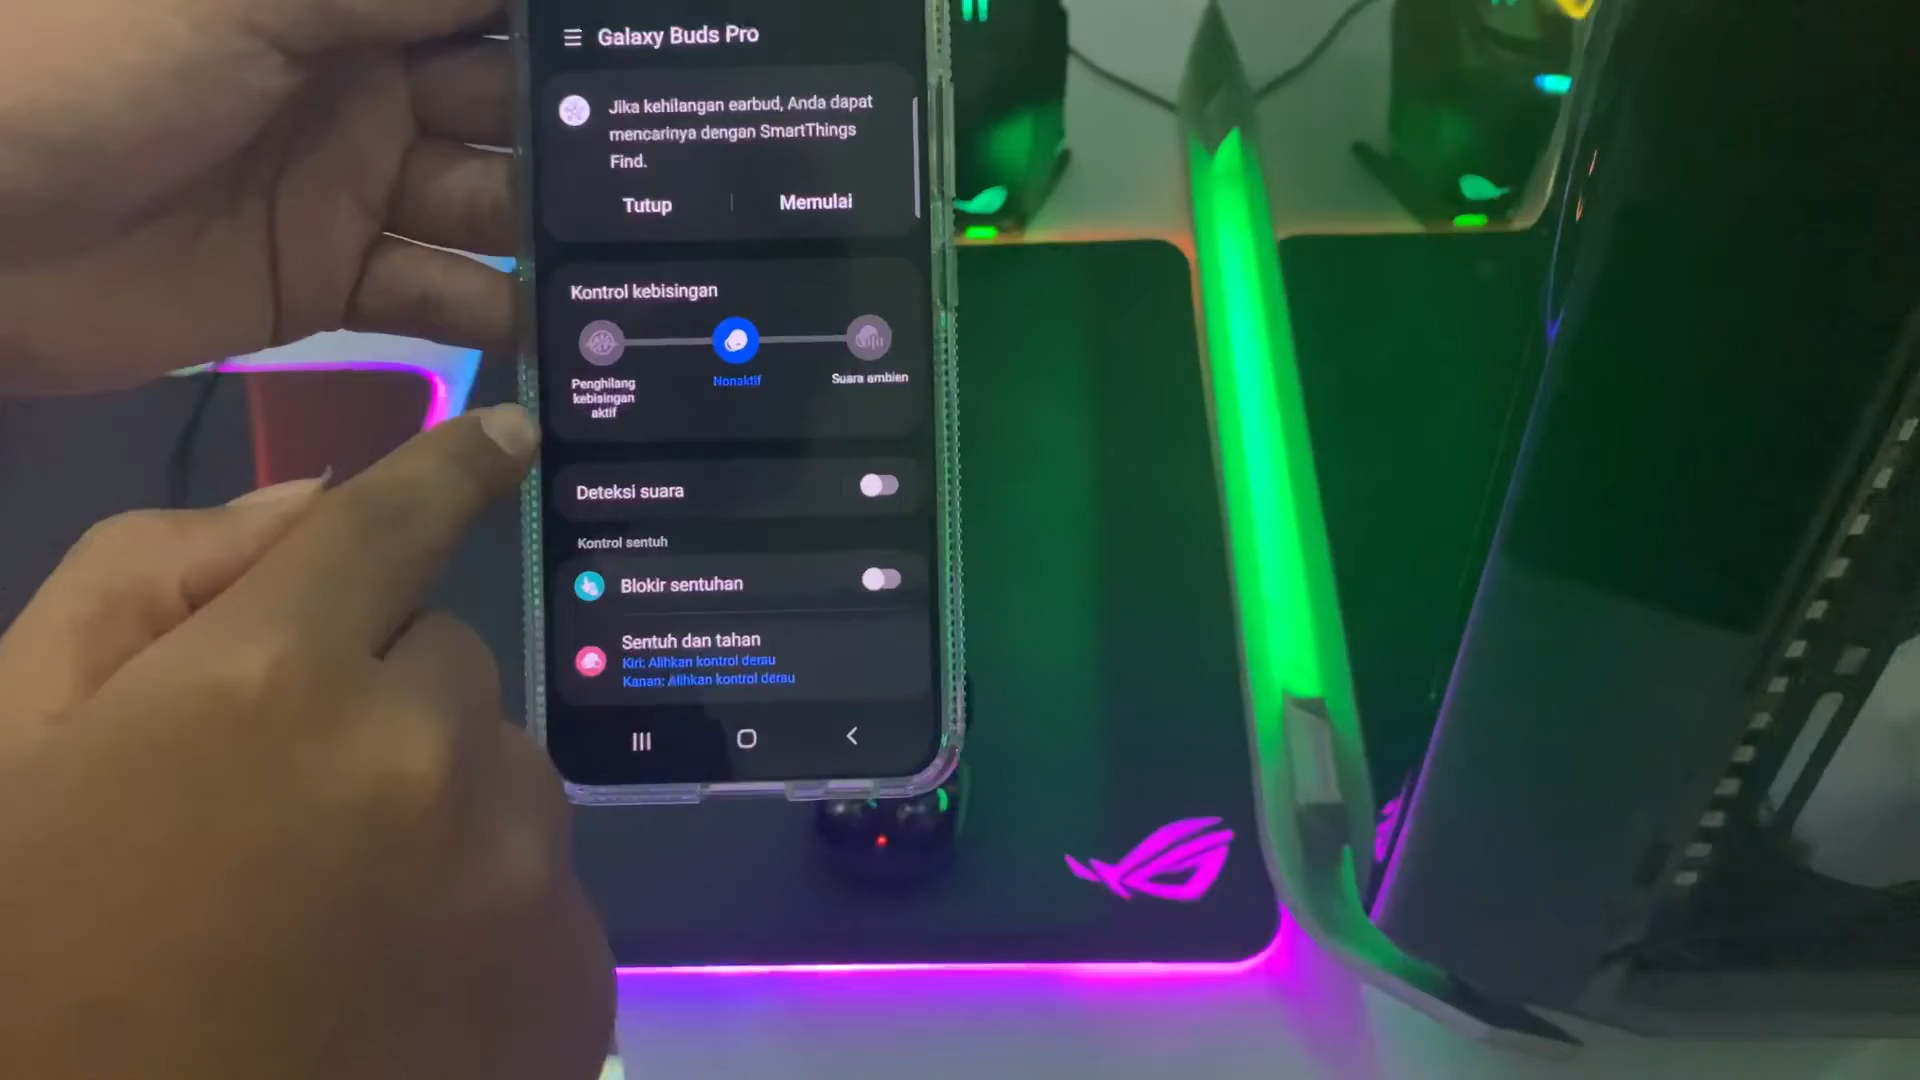 Galaxy Buds Pro
Jika kehilangan earbud, Anda dapat
mencarinya dengan SmartThings
Find.
Tutup
Memulai
Kontrol kebisingan
Penghilang
kebisingan
aktif
Nonaktif
Suara ambien
Deteksi suara
Kontrol sentuh
Blokir sentuhan
Sentuh dan tahan
Kiri: Alihkan kontrol derau
Kanan: Alihkan kontrol derau